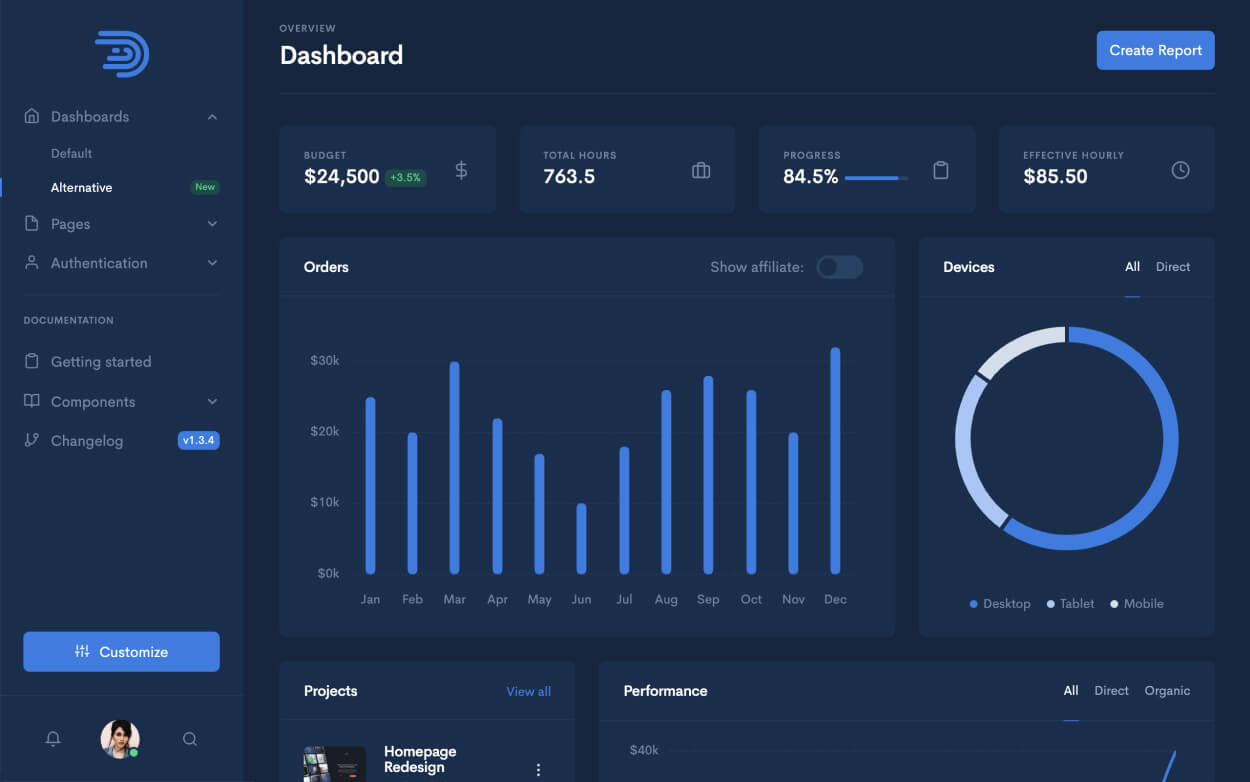 OVERVIEW
Dashboard
Create Report
Dashboards
Default
Alternative New
Pages
Authentication
DOCUMENTATION
Getting started
Components
Changelog v1.3.4
Customize
BUDGET
$24,500 +3.5%
TOTAL HOURS
763.5
PROGRESS
84.5%
EFFECTIVE HOURLY
$85.50
Orders
Show affiliate:
$30k
$20k
$10k
$0k
Jan Feb Mar Apr May Jun Jul Aug Sep Oct Nov Dec
Devices
All Direct
Desktop Tablet Mobile
Projects
View all
Homepage
Redesign
Performance
All Direct Organic
$40k